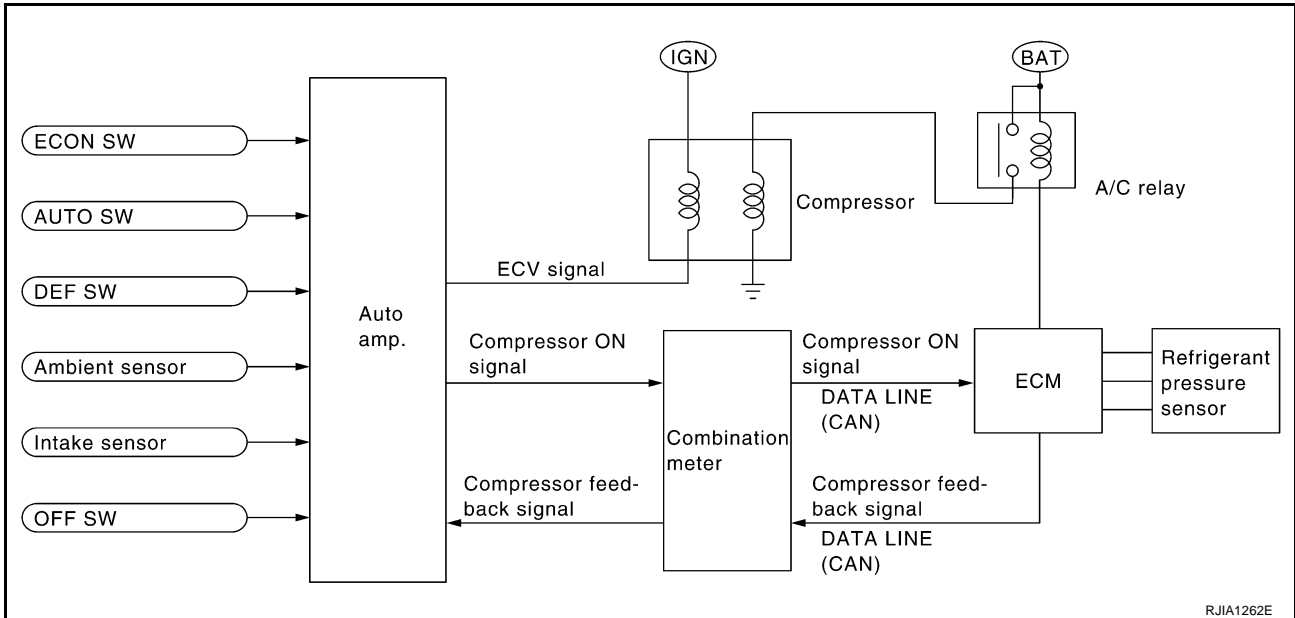 IGN
BAT
ECON SW
AUTO SW
DEF SW
Ambient sensor
Intake sensor
OFF SW
Auto
amp.
Compressor
A/C relay
ECV signal
Compressor ON
signal
Combination
meter
Compressor ON
signal
DATA LINE
(CAN)
ECM
Refrigerant
pressure
sensor
Compressor feed-
back signal
Compressor feed-
back signal
DATA LINE
(CAN)
RJIA1262E